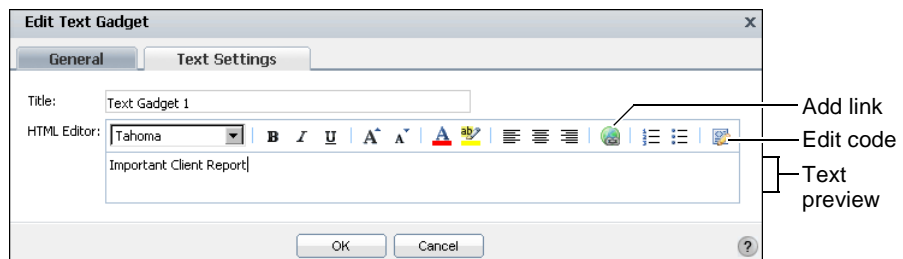 Edit Text Gadget x
General Text Settings
Title: Text Gadget 1
HTML Editor: Tahoma B I U A A A ab
Important Client Report
OK Cancel ?
Add link
Edit code
Text
preview